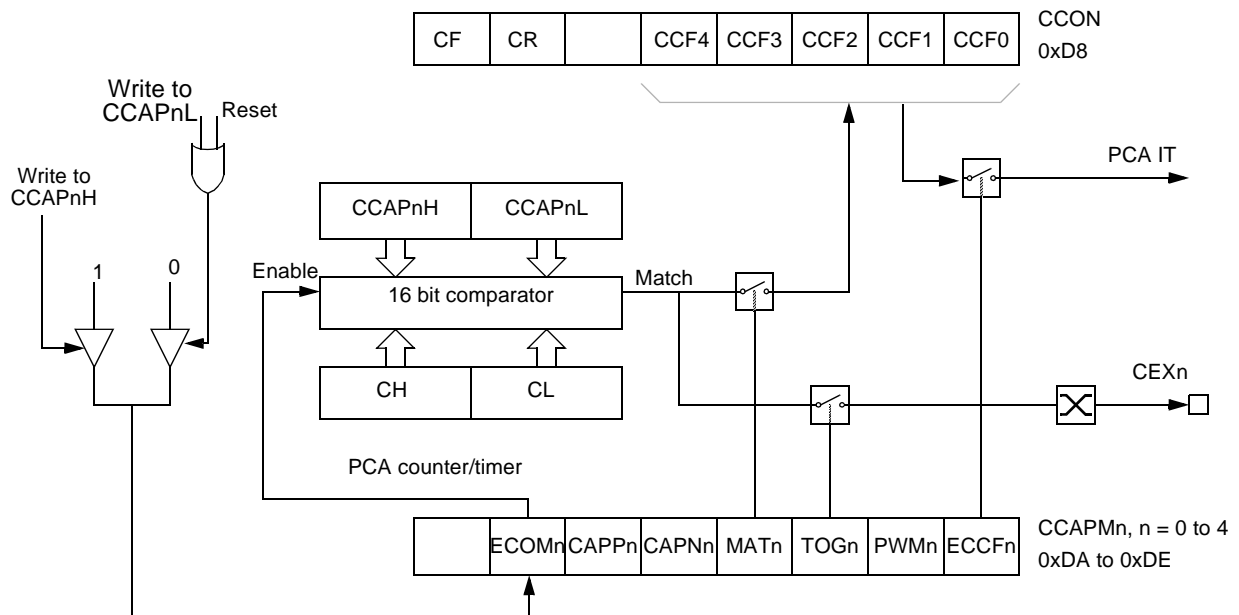 CF CR CCF4 CCF3 CCF2 CCF1 CCF0
CCON
0xD8
Write to
CCAPnL
Reset
Write to
CCAPnH
1
0
PCA IT
CCAPnH CCAPnL
Enable
16 bit comparator
Match
CH CL
CEXn
PCA counter/timer
ECOMn CAPPn CAPNn MATn TOGn PWMn ECCFn
CCAPMn, n = 0 to 4
0xDA to 0xDE